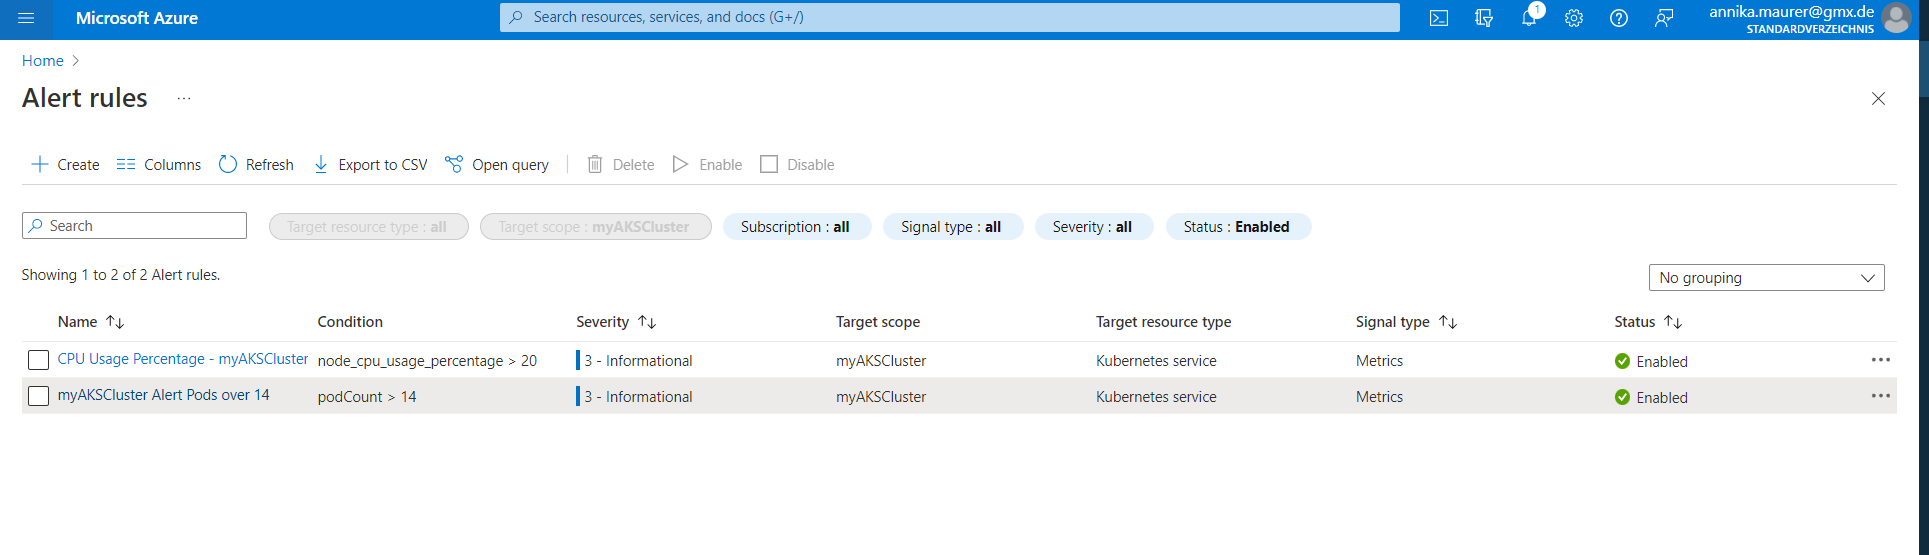 Microsoft Azure
Search resources, services, and docs (G+/)
1
annika.maurer@gmx.de
STANDARDVERZEICHNIS
Home
Alert rules
Create
Columns
Refresh
Export to CSV
Open query
Delete
Enable
Disable
Search
Target resource type : all
Target scope : myAKSCluster
Subscription : all
Signal type : all
Severity : all
Status : Enabled
Showing 1 to 2 of 2 Alert rules.
No grouping
Name Condition Severity Target scope Target resource type Signal type Status
CPU Usage Percentage - myAKSCluster node_cpu_usage_percentage > 20 3 - Informational myAKSCluster Kubernetes service Metrics Enabled
myAKSCluster Alert Pods over 14 podCount > 14 3 - Informational myAKSCluster Kubernetes service Metrics Enabled